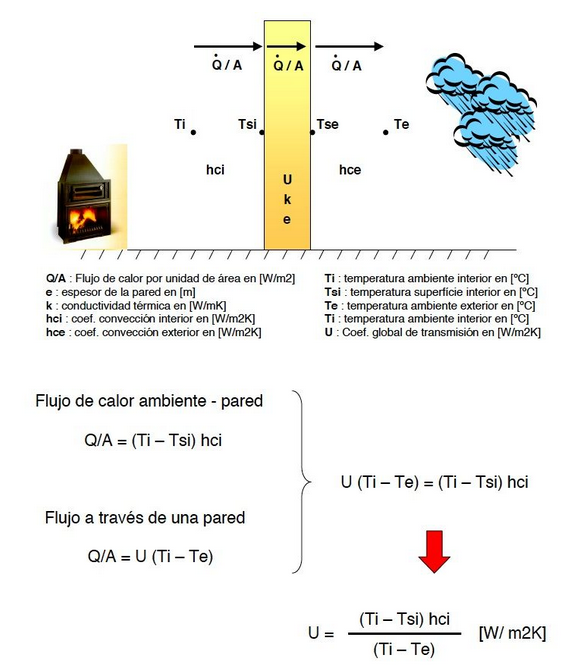 Q̇ / A Q̇ / A Q̇ / A
Ti Tsi Tse Te
hci hce
U
k
e
Q/A : Flujo de calor por unidad de área en [W/m2]
e : espesor de la pared en [m]
k : conductividad térmica en [W/mK]
hci : coef. convección interior en [W/m2K]
hce : coef. convección exterior en [W/m2K]
Ti : temperatura ambiente interior en [ºC]
Tsi : temperatura superficie interior en [ºC]
Te : temperatura ambiente exterior en [ºC]
Ti : temperatura ambiente interior en [ºC]
U : Coef. global de transmisión en [W/m2K]
Flujo de calor ambiente - pared
Q/A = (Ti – Tsi) hci
Flujo a través de una pared
Q/A = U (Ti – Te)
U (Ti – Te) = (Ti – Tsi) hci
U = (Ti – Tsi) hci [W/ m2K]
(Ti – Te)